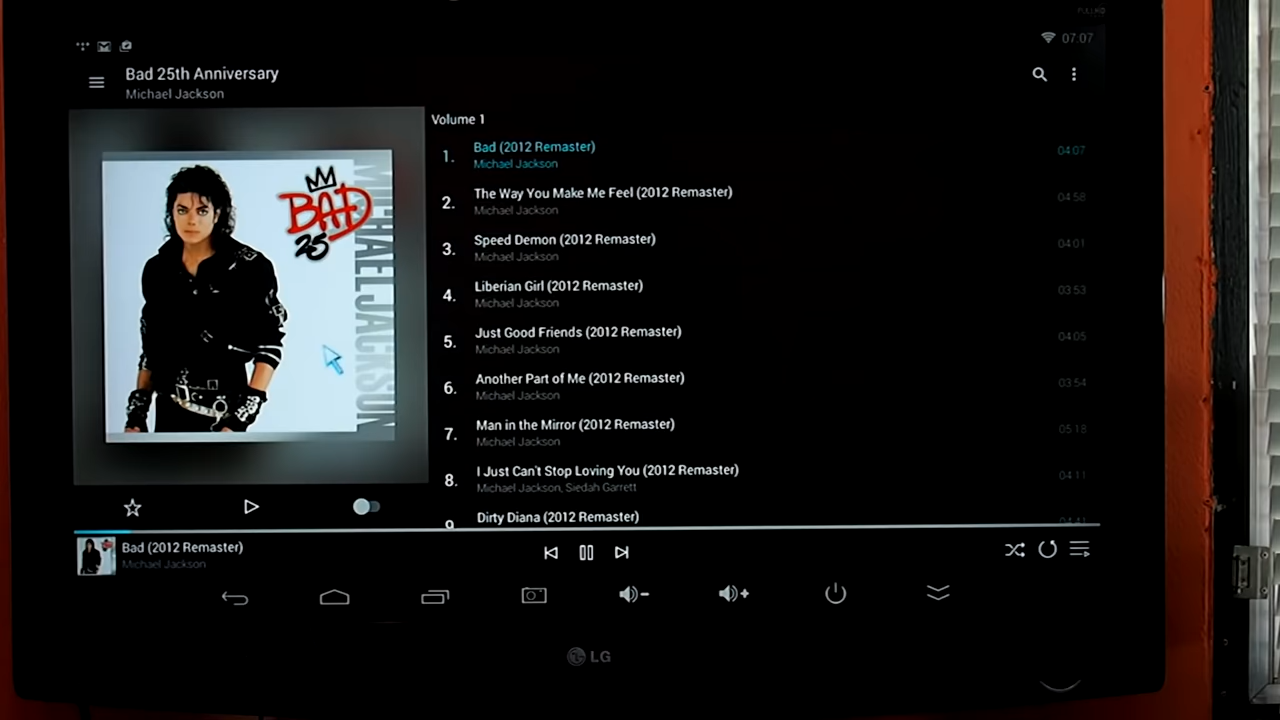 FULL HD
07:07
Bad 25th Anniversary
Michael Jackson
BAD
25
MICHAEL JACKSON
Volume 1
1. Bad (2012 Remaster) 04:07
Michael Jackson
2. The Way You Make Me Feel (2012 Remaster) 04:58
Michael Jackson
3. Speed Demon (2012 Remaster) 04:01
Michael Jackson
4. Liberian Girl (2012 Remaster) 03:53
Michael Jackson
5. Just Good Friends (2012 Remaster) 04:05
Michael Jackson
6. Another Part of Me (2012 Remaster) 03:54
Michael Jackson
7. Man in the Mirror (2012 Remaster) 05:18
Michael Jackson
8. I Just Can't Stop Loving You (2012 Remaster) 04:11
Michael Jackson, Siedah Garrett
9. Dirty Diana (2012 Remaster) 04:41
Bad (2012 Remaster)
Michael Jackson
LG